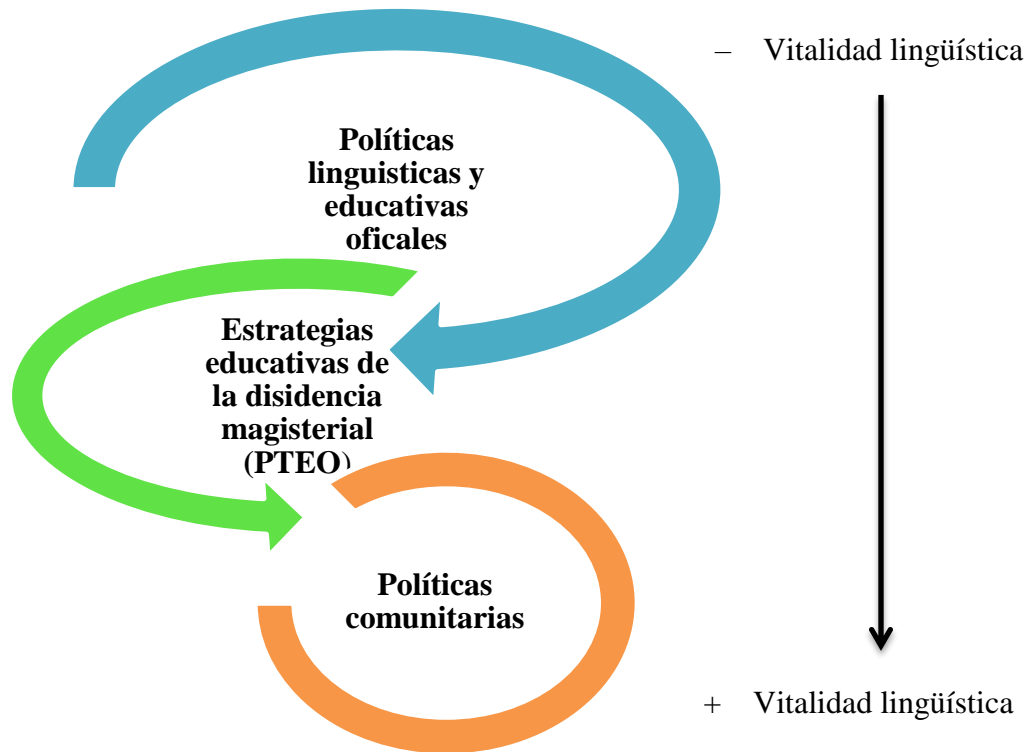 – Vitalidad lingüística
Políticas
linguisticas y
educativas
oficales
Estrategias
educativas de
la disidencia
magisterial
(PTEO)
Políticas
comunitarias
+ Vitalidad lingüística